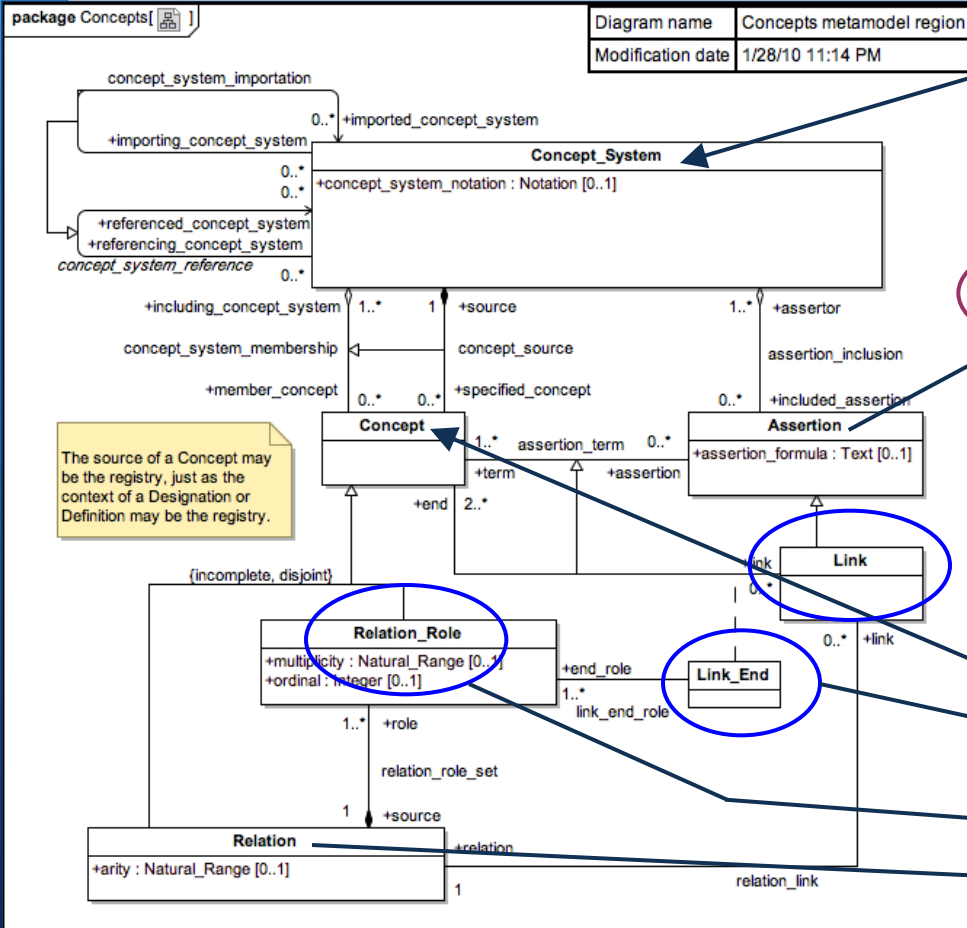 package Concepts[ ]
Diagram name Concepts metamodel region
Modification date 1/28/10 11:14 PM
concept_system_importation
0..* +imported_concept_system
+importing_concept_system
0..*
Concept_System
+concept_system_notation : Notation [0..1]
0..*
+referenced_concept_system
+referencing_concept_system
concept_system_reference
0..*
+including_concept_system 1..* 1 +source 1..* +assertor
concept_system_membership concept_source assertion_inclusion
+member_concept 0..* 0..* +specified_concept 0..* +included_assertion
Concept
Assertion
+assertion_formula : Text [0..1]
1..* assertion_term 0..*
+term +assertion
+end 2..*
The source of a Concept may
be the registry, just as the
context of a Designation or
Definition may be the registry.
{incomplete, disjoint}
+link
0..*
Link
0..* +link
Relation_Role
+multiplicity : Natural_Range [0..1]
+ordinal : Integer [0..1]
+end_role
1..*
link_end_role
Link_End
1..* +role
relation_role_set
1 +source
Relation
+arity : Natural_Range [0..1]
+relation
1
relation_link